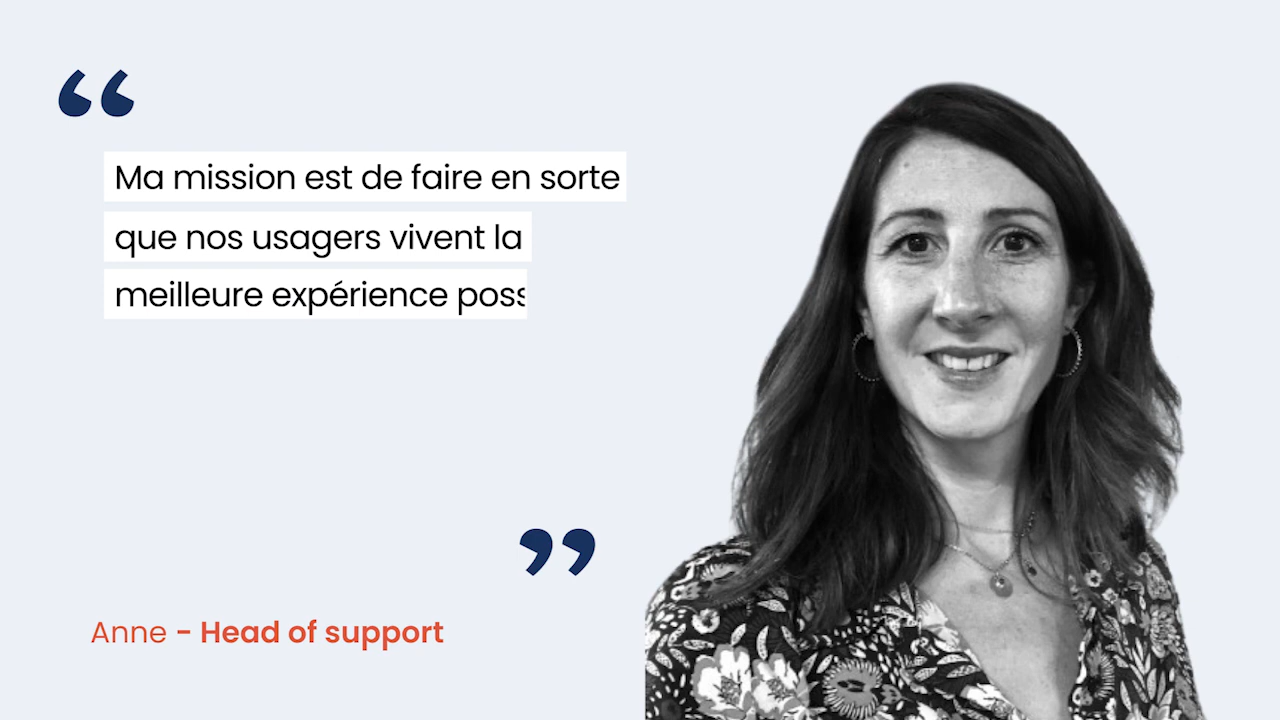 “
Ma mission est de faire en sorte
que nos usagers vivent la
meilleure expérience poss
”
Anne - Head of support